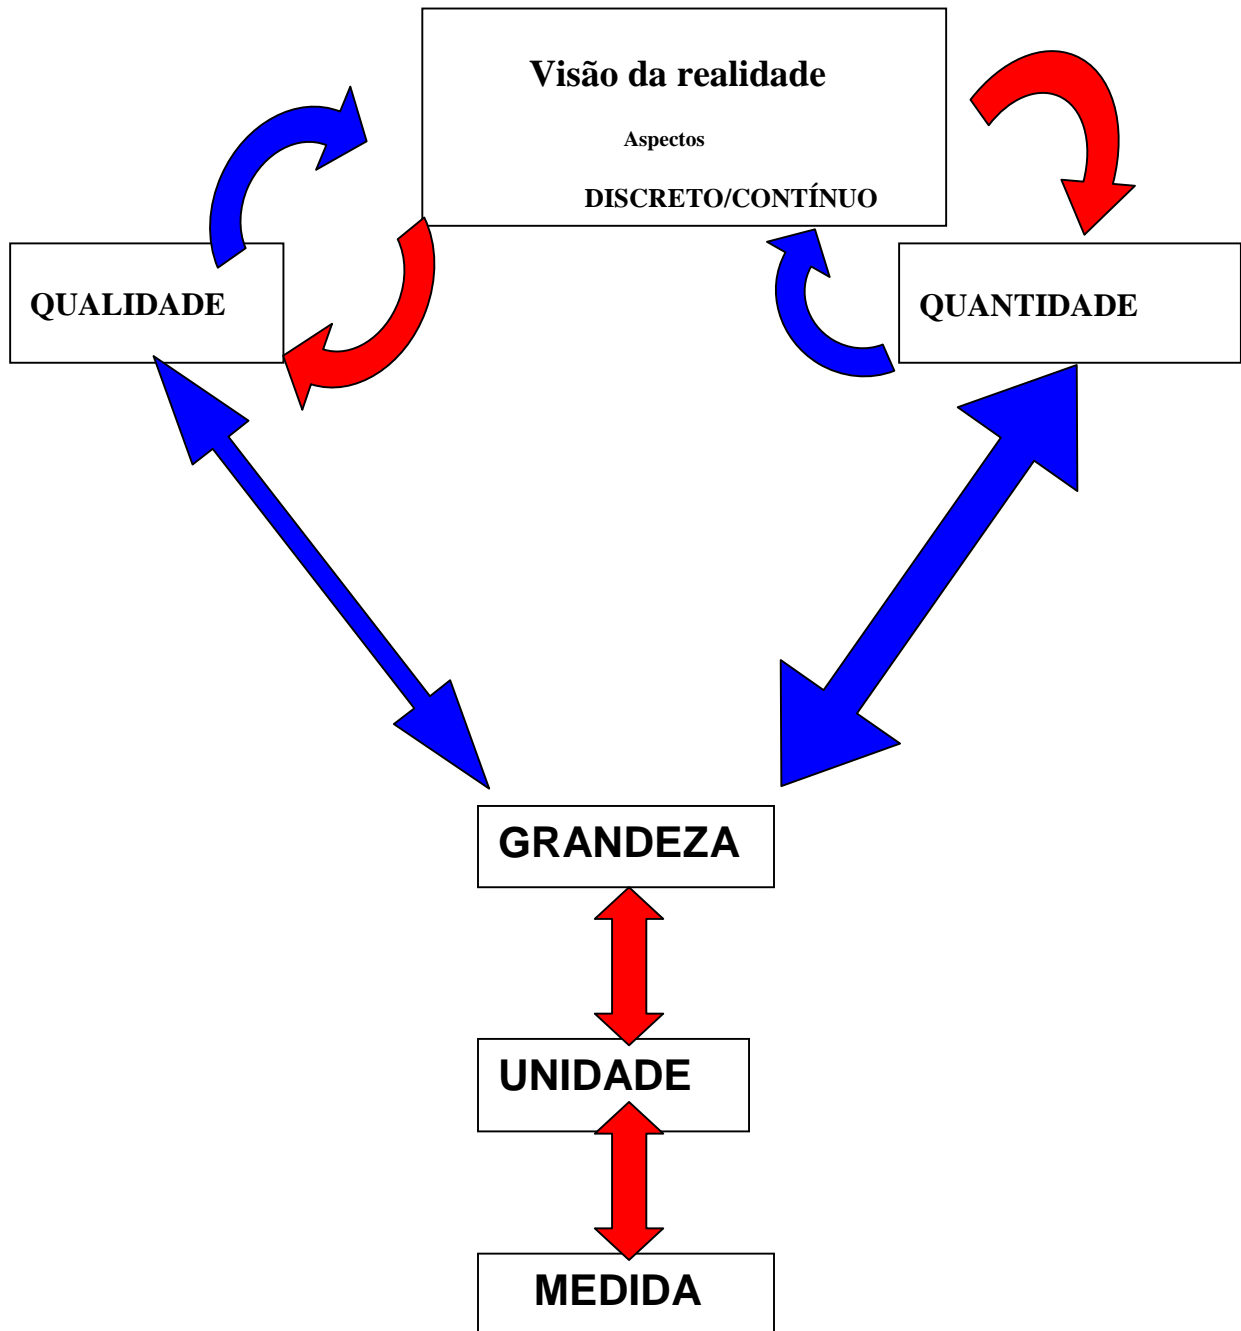 Visão da realidade
Aspectos
DISCRETO/CONTÍNUO
QUALIDADE
QUANTIDADE
GRANDEZA
UNIDADE
MEDIDA